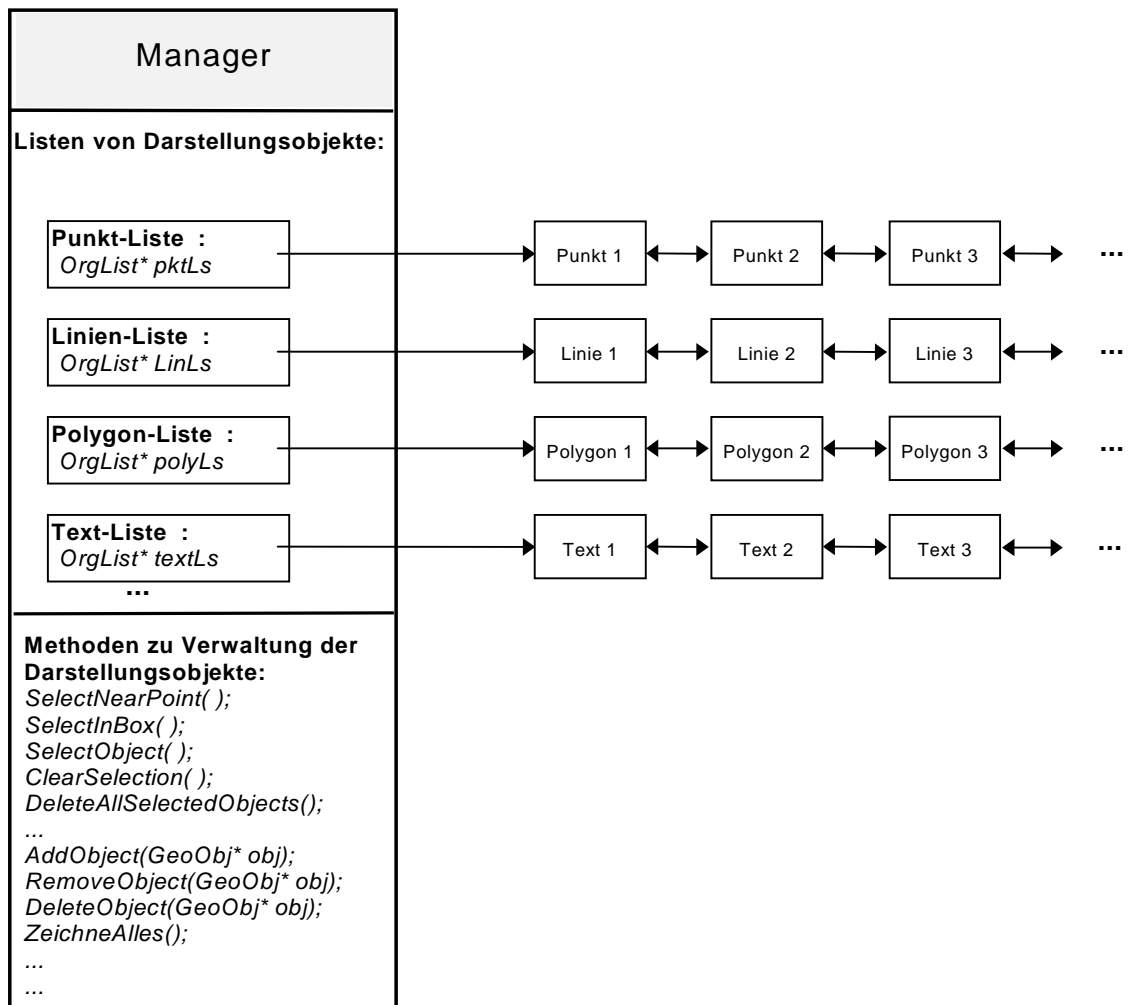 Manager
Listen von Darstellungsobjekte:
Punkt-Liste :
OrgList* pktLs
Punkt 1
Punkt 2
Punkt 3
...
Linien-Liste :
OrgList* LinLs
Linie 1
Linie 2
Linie 3
...
Polygon-Liste :
OrgList* polyLs
Polygon 1
Polygon 2
Polygon 3
...
Text-Liste :
OrgList* textLs
Text 1
Text 2
Text 3
...
...
Methoden zu Verwaltung der
Darstellungsobjekte:
SelectNearPoint( );
SelectInBox( );
SelectObject( );
ClearSelection( );
DeleteAllSelectedObjects();
...
AddObject(GeoObj* obj);
RemoveObject(GeoObj* obj);
DeleteObject(GeoObj* obj);
ZeichneAlles();
...
...